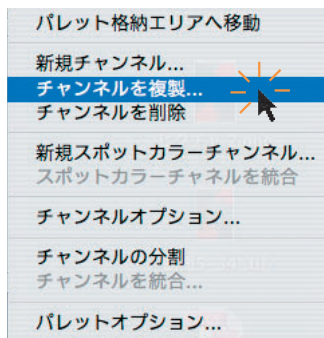 パレット格納エリアへ移動
新規チャンネル...
チャンネルを複製...
チャンネルを削除
新規スポットカラーチャンネル...
スポットカラーチャネルを統合
チャンネルオプション...
チャンネルの分割
チャンネルを統合...
パレットオプション...